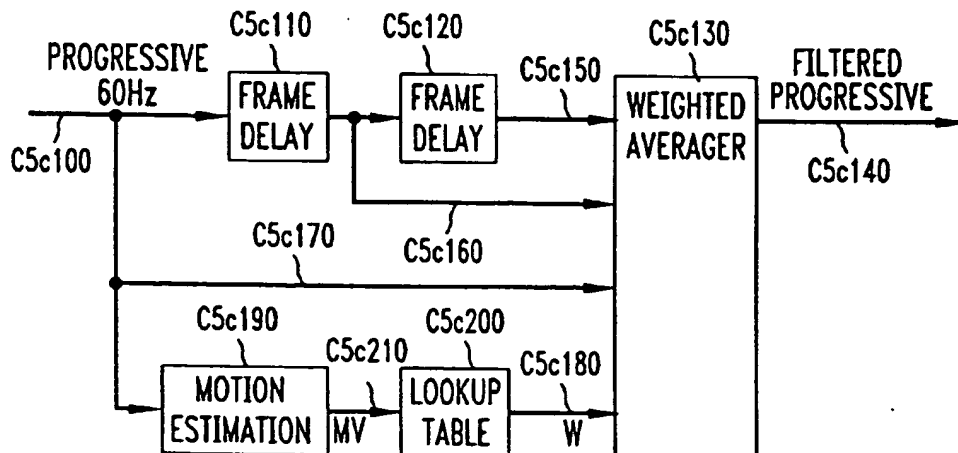 C5c110
C5c120
C5c130
PROGRESSIVE
60Hz
FRAME
DELAY
FRAME
DELAY
C5c150
WEIGHTED
AVERAGER
FILTERED
PROGRESSIVE
C5c100
C5c140
C5c160
C5c170
C5c190
C5c210
C5c200
C5c180
MOTION
ESTIMATION
MV
LOOKUP
TABLE
W